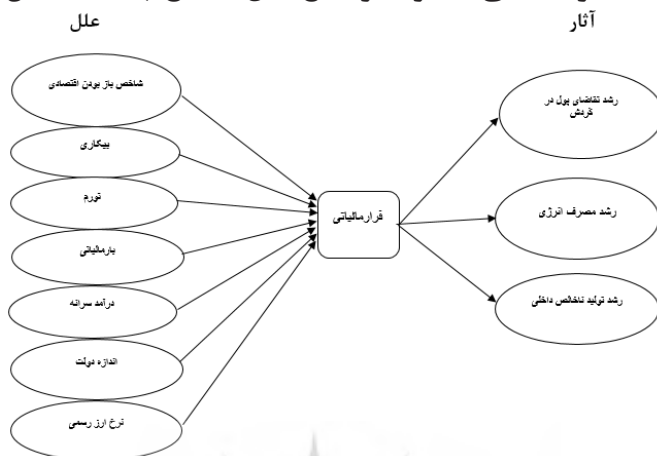 علل
آثار
شاخص باز بودن اقتصادی
بیکاری
تورم
بارمالیاتی
درآمد سرانه
اندازه دولت
نرخ ارز رسمی
فرارمالیاتی
رشد تقاضای پول در
گردش
رشد مصرف انرژی
رشد تولید ناخالص داخلی